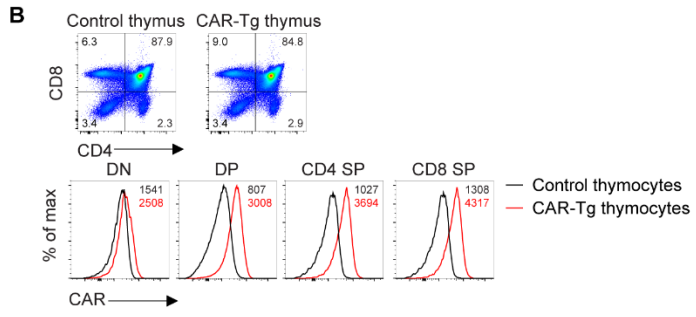 B
Control thymus
CAR-Tg thymus
6.3
87.9
3.4
2.3
9.0
84.8
3.4
2.9
CD8
CD4
DN
DP
CD4 SP
CD8 SP
1541
2508
807
3008
1027
3694
1308
4317
% of max
CAR
Control thymocytes
CAR-Tg thymocytes